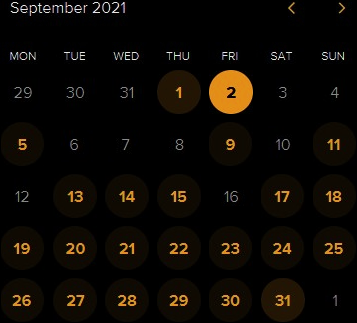 September 2021
MON TUE WED THU FRI SAT SUN
29 30 31 1 2 3 4
5 6 7 8 9 10 11
12 13 14 15 16 17 18
19 20 21 22 23 24 25
26 27 28 29 30 31 1